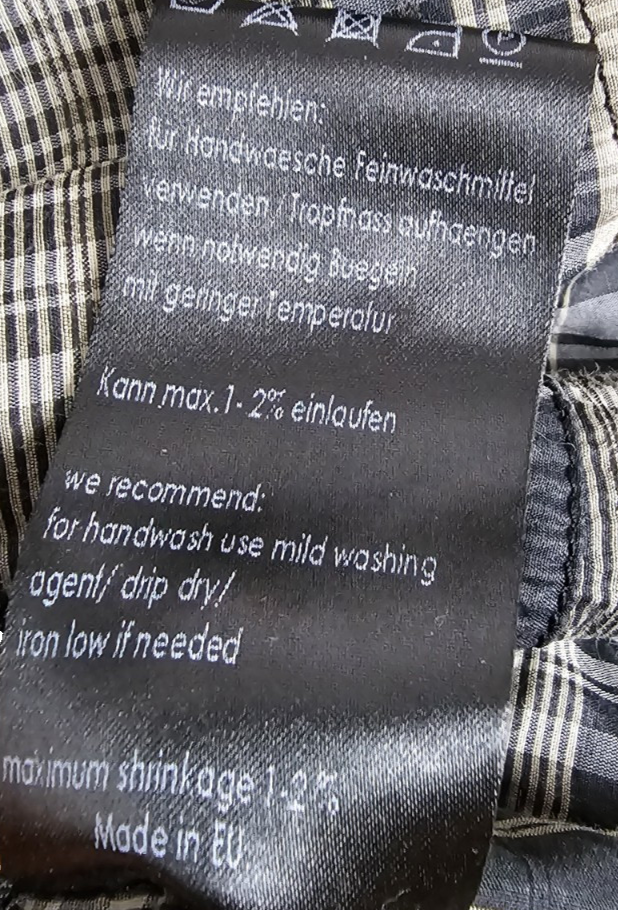 Wir empfehlen:
für Handwaesche Feinwaschmittel
verwenden / Tropfnass aufhaengen
wenn notwendig Buegeln
mit geringer Temperatur
Kann max.1- 2% einlaufen
we recommend:
for handwash use mild washing
agent/ drip dry/
iron low if needed
maximum shrinkage 1-2%
Made in EU